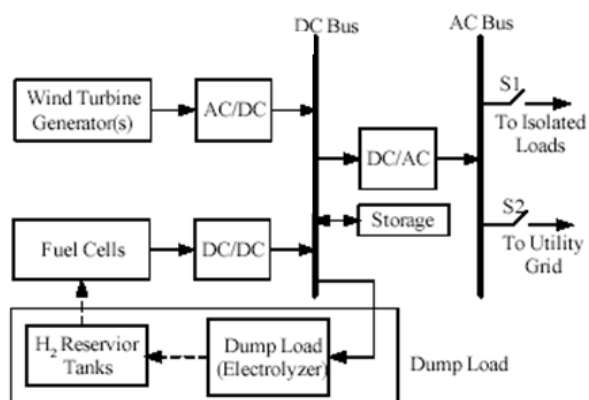 DC Bus
AC Bus
Wind Turbine
Generator(s)
AC/DC
S1
To Isolated
Loads
DC/AC
Storage
S2
To Utility
Grid
Fuel Cells
DC/DC
H₂ Reservior
Tanks
Dump Load
(Electrolyzer)
Dump Load